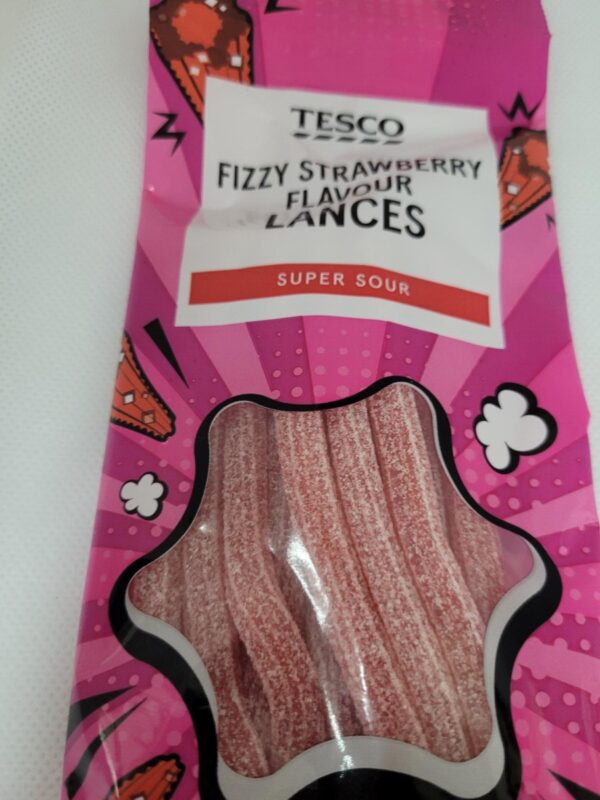 TESCO
FIZZY STRAWBERRY
FLAVOUR
LANCES
SUPER SOUR